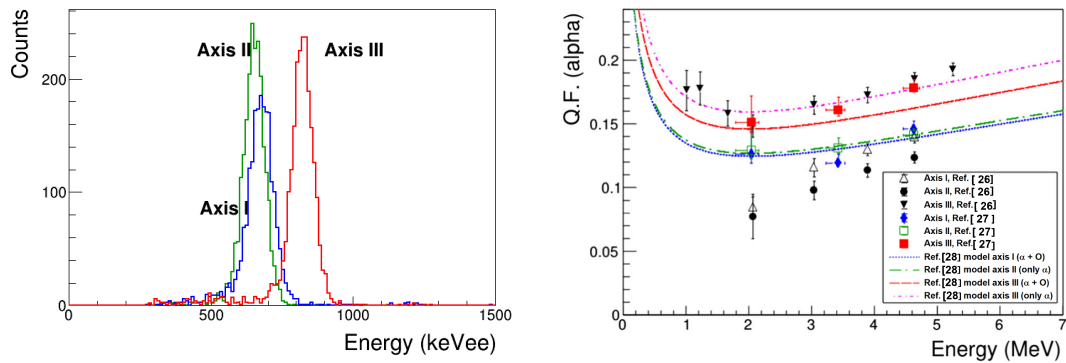 Counts
200
100
0
Axis II
Axis III
Axis I
0
500
1000
1500
Energy (keVee)
Q.F. (alpha)
0.2
0.15
0.1
0.05
0
0
1
2
3
4
5
6
7
Energy (MeV)
Axis I, Ref.[ 26]
Axis II, Ref.[ 26]
Axis III, Ref.[ 26]
Axis I, Ref.[ 27]
Axis II, Ref.[ 27]
Axis III, Ref.[ 27]
Ref.[28] model axis I (α + O)
Ref.[28] model axis II (only α)
Ref.[28] model axis III (α + O)
Ref.[28] model axis III (only α)